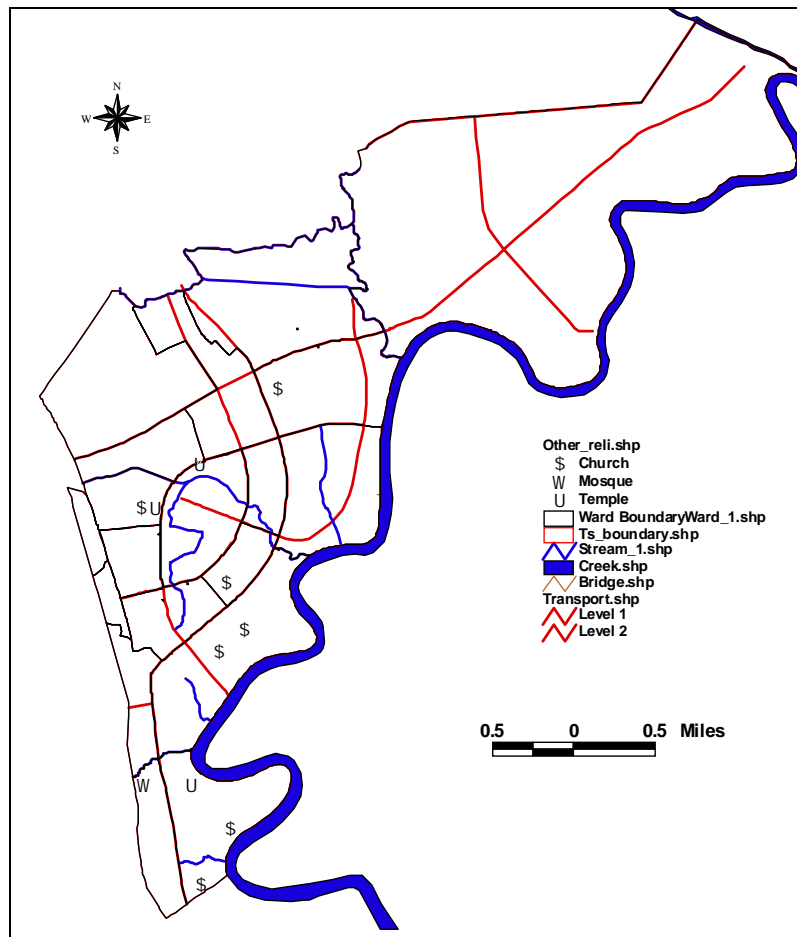 N
W E
S
$
U
$ U
$
$
$
W U
$
$
Other_reli.shp
$ Church
W Mosque
U Temple
Ward BoundaryWard_1.shp
Ts_boundary.shp
Stream_1.shp
Creek.shp
Bridge.shp
Transport.shp
Level 1
Level 2
0.5 0 0.5 Miles